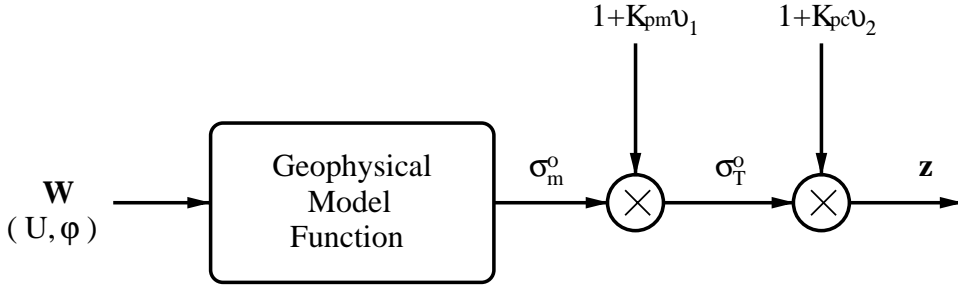 1+Kpmυ1
1+Kpcυ2
W
( U, φ)
Geophysical
Model
Function
σ°m
σ°T
z